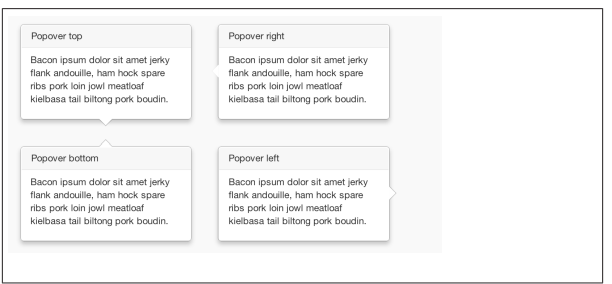 Popover top
Bacon ipsum dolor sit amet jerky
flank andouille, ham hock spare
ribs pork loin jowl meatloaf
kielbasa tail biltong pork boudin.
Popover right
Bacon ipsum dolor sit amet jerky
flank andouille, ham hock spare
ribs pork loin jowl meatloaf
kielbasa tail biltong pork boudin.
Popover bottom
Bacon ipsum dolor sit amet jerky
flank andouille, ham hock spare
ribs pork loin jowl meatloaf
kielbasa tail biltong pork boudin.
Popover left
Bacon ipsum dolor sit amet jerky
flank andouille, ham hock spare
ribs pork loin jowl meatloaf
kielbasa tail biltong pork boudin.